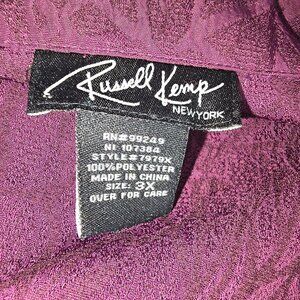 Russell Kemp
NEW YORK
RN#99249
NI 107384
STYLE#7979X
100%POLYESTER
MADE IN CHINA
SIZE: 3X
OVER FOR CARE